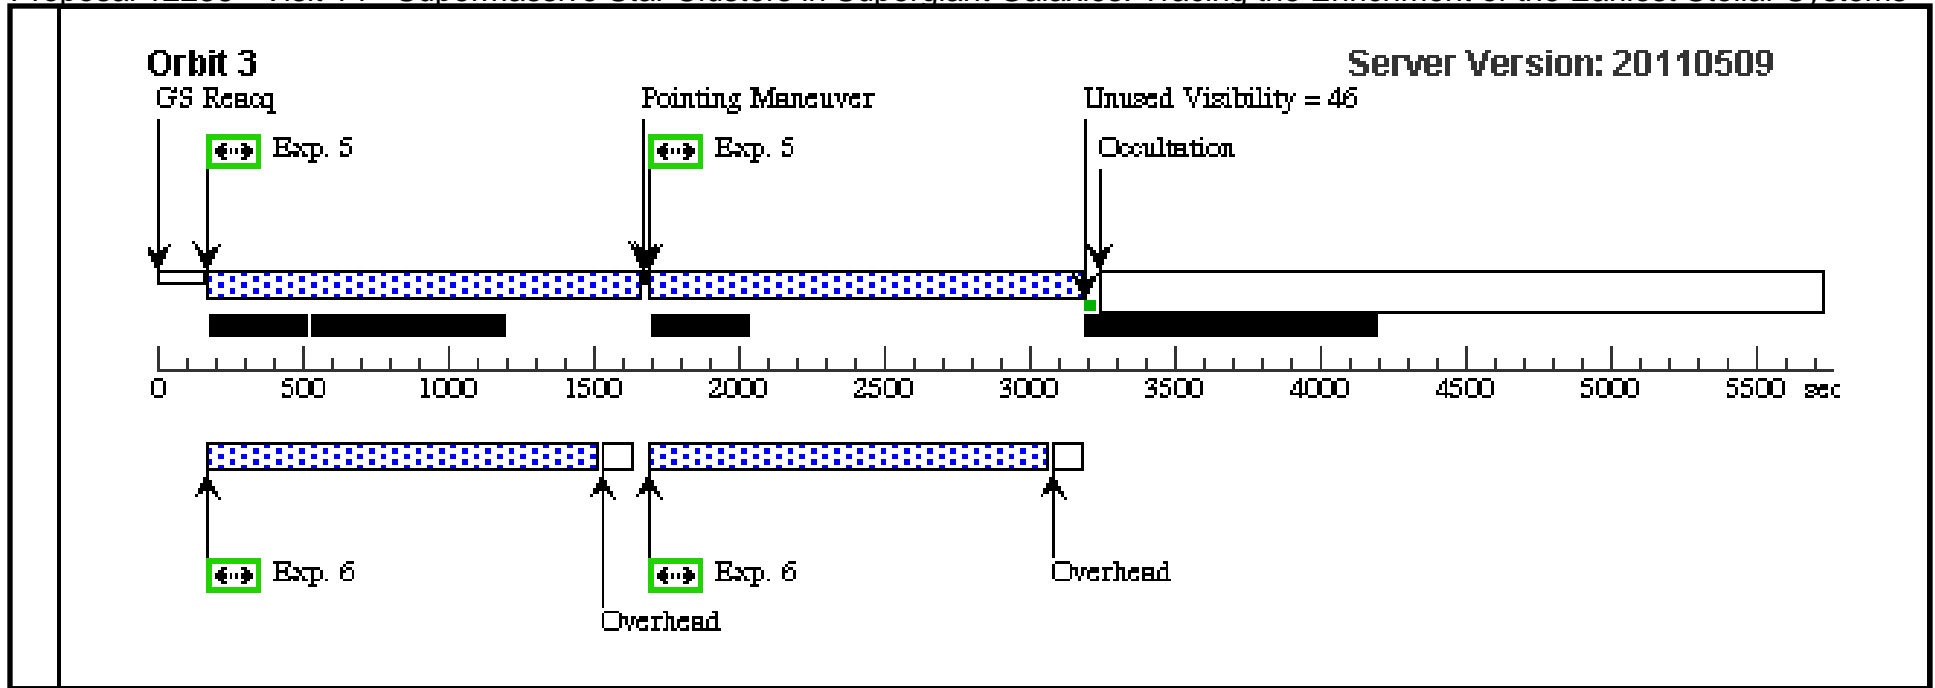 Orbit 3
Server Version: 20110509
GS Reacq
Pointing Maneuver
Unused Visibility = 46
Exp. 5
Exp. 5
Occultation
0 500 1000 1500 2000 2500 3000 3500 4000 4500 5000 5500 sec
Exp. 6
Exp. 6
Overhead
Overhead